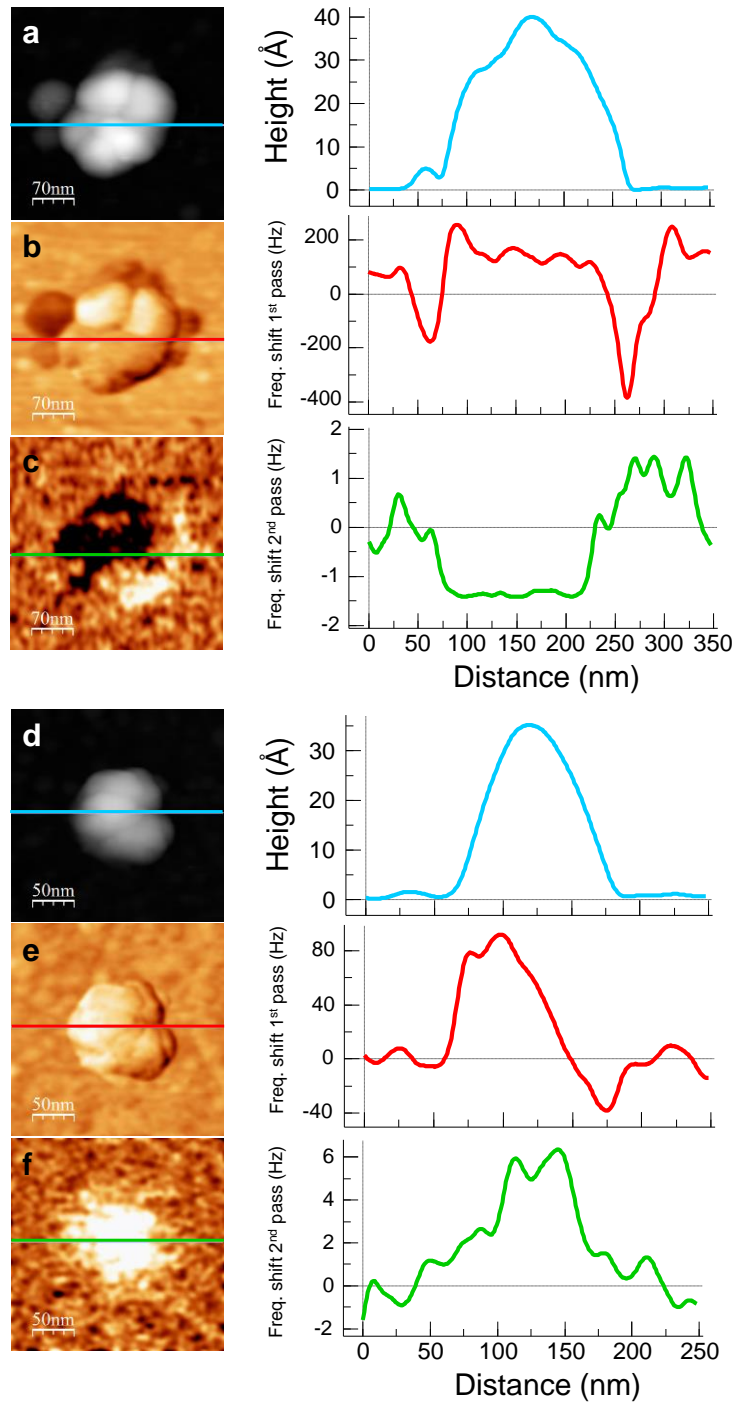 a
70nm
Height (Å)
40
30
20
10
0
b
70nm
Freq. shift 1st pass (Hz)
200
0
-200
-400
c
70nm
Freq. shift 2nd pass (Hz)
2
1
0
-1
-2
0 50 100 150 200 250 300 350
Distance (nm)
d
50nm
Height (Å)
30
20
10
0
e
50nm
Freq. shift 1st pass (Hz)
80
40
0
-40
f
50nm
Freq. shift 2nd pass (Hz)
6
4
2
0
-2
0 50 100 150 200 250
Distance (nm)